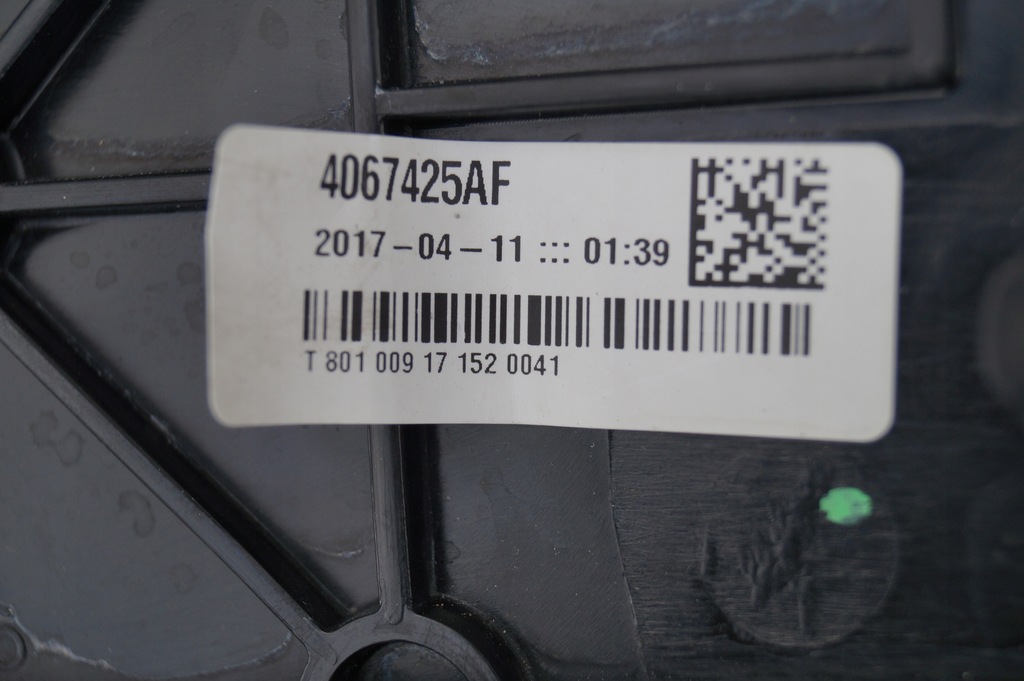 4067425AF
2017-04-11 ::: 01:39
T 801 009 17 152 0041